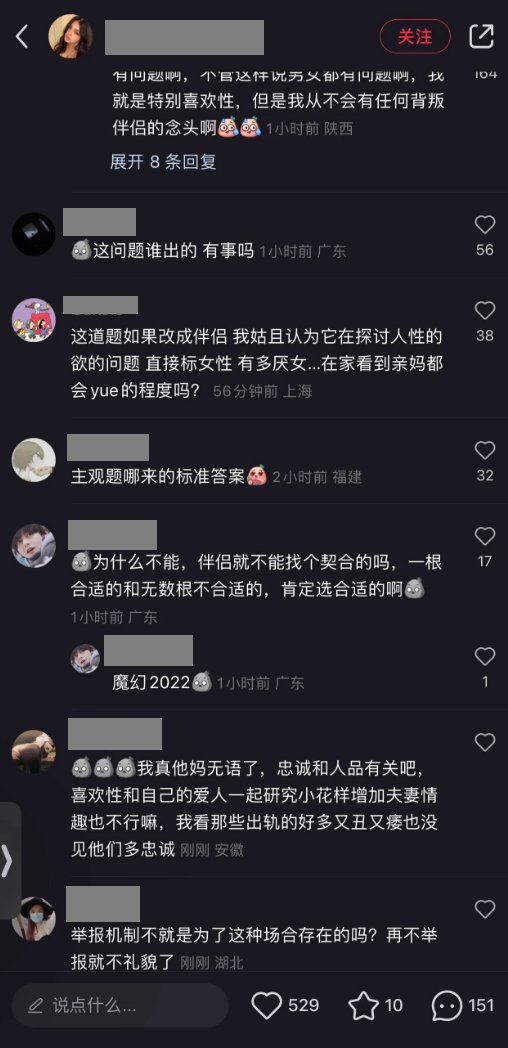 关注
有问题啊，不管这样说男女都有问题啊，我
164
就是特别喜欢性，但是我从不会有任何背叛
伴侣的念头啊 1小时前 陕西
展开 8 条回复
这问题谁出的 有事吗 1小时前 广东
56
这道题如果改成伴侣 我姑且认为它在探讨人性的
38
欲的问题 直接标女性 有多厌女...在家看到亲妈都
会yue的程度吗？ 56分钟前 上海
主观题哪来的标准答案 2小时前 福建
32
为什么不能，伴侣就不能找个契合的吗，一根
17
合适的和无数根不合适的，肯定选合适的啊
1小时前 广东
魔幻2022 1小时前 广东
1
我真他妈无语了，忠诚和人品有关吧，
喜欢性和自己的爱人一起研究小花样增加夫妻情
趣也不行嘛，我看那些出轨的好多又丑又瘘也没
见他们多忠诚 刚刚 安徽
举报机制不就是为了这种场合存在的吗？再不举
报就不礼貌了 刚刚 湖北
说点什么...
529
10
151